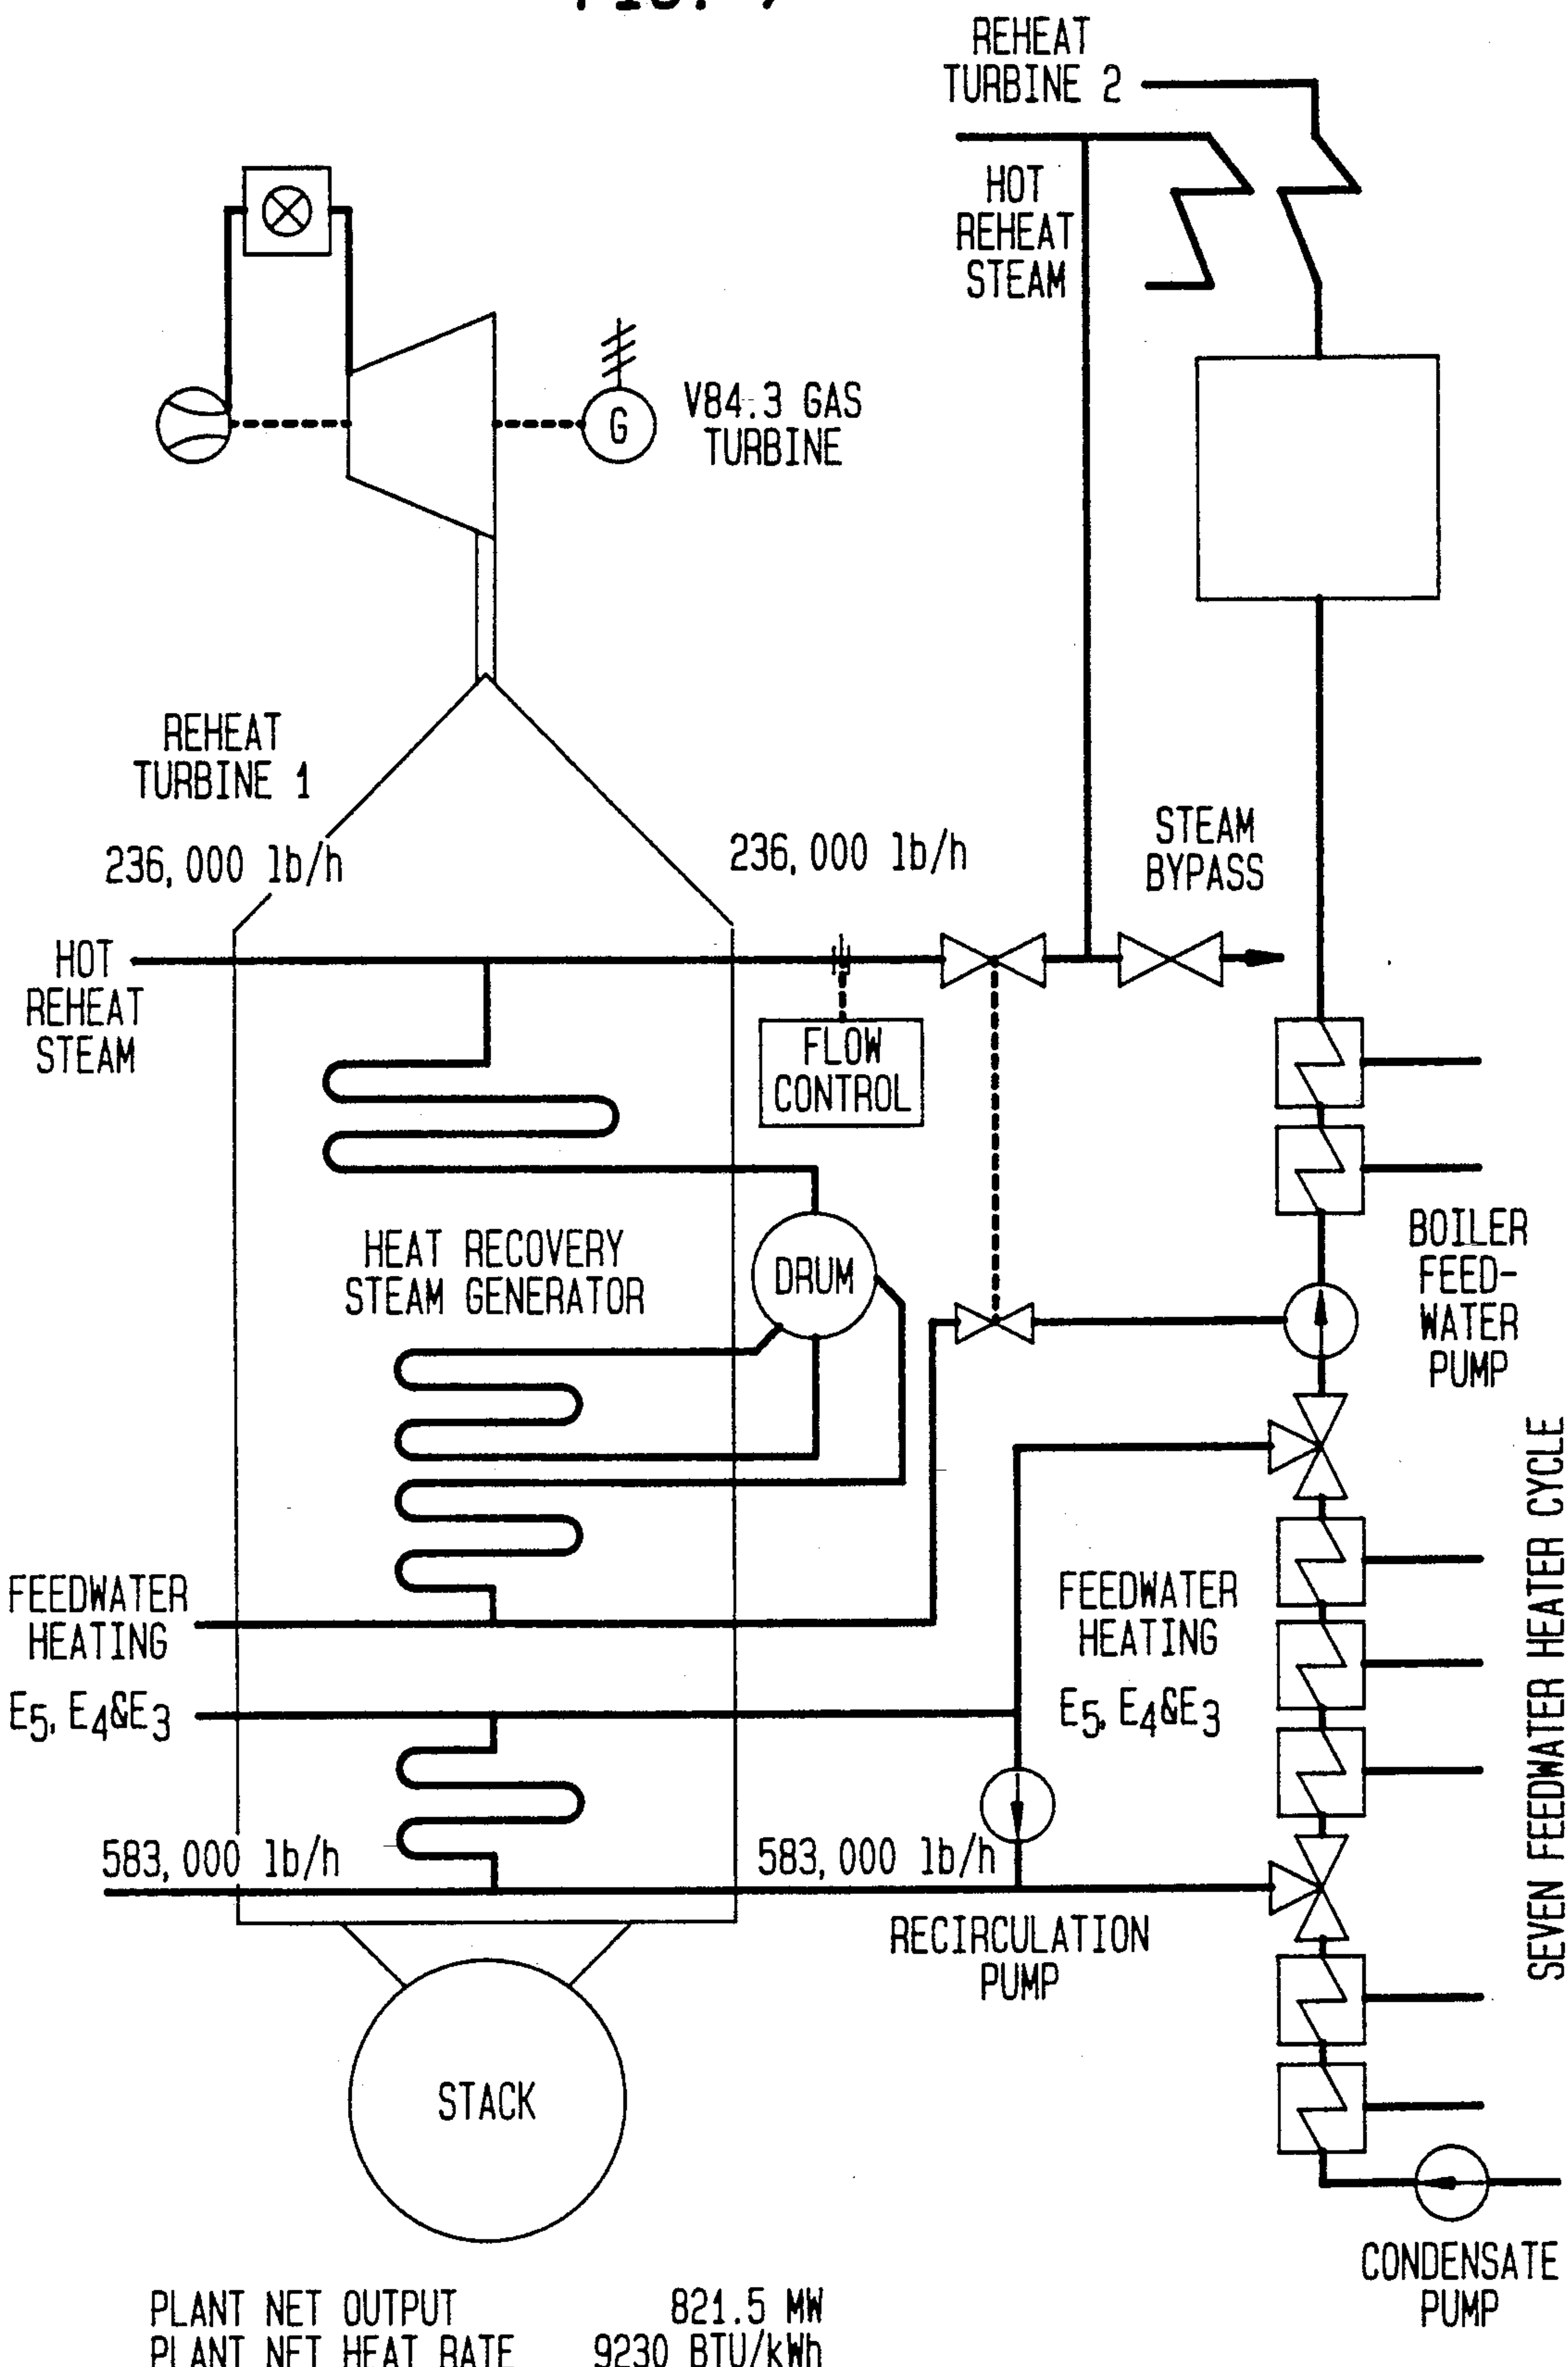 FIG. 7
REHEAT
TURBINE 2
HOT
REHEAT
STEAM
G
V84.3 GAS
TURBINE
REHEAT
TURBINE 1
236,000 lb/h
236,000 lb/h
STEAM
BYPASS
HOT
REHEAT
STEAM
FLOW
CONTROL
HEAT RECOVERY
STEAM GENERATOR
DRUM
BOILER
FEED-
WATER
PUMP
FEEDWATER
HEATING
E5, E4&E3
FEEDWATER
HEATING
E5, E4&E3
SEVEN FEEDWATER HEATER CYCLE
583,000 lb/h
583,000 lb/h
RECIRCULATION
PUMP
STACK
CONDENSATE
PUMP
PLANT NET OUTPUT 821.5 MW
PLANT NET HEAT RATE 9230 BTU/kWh